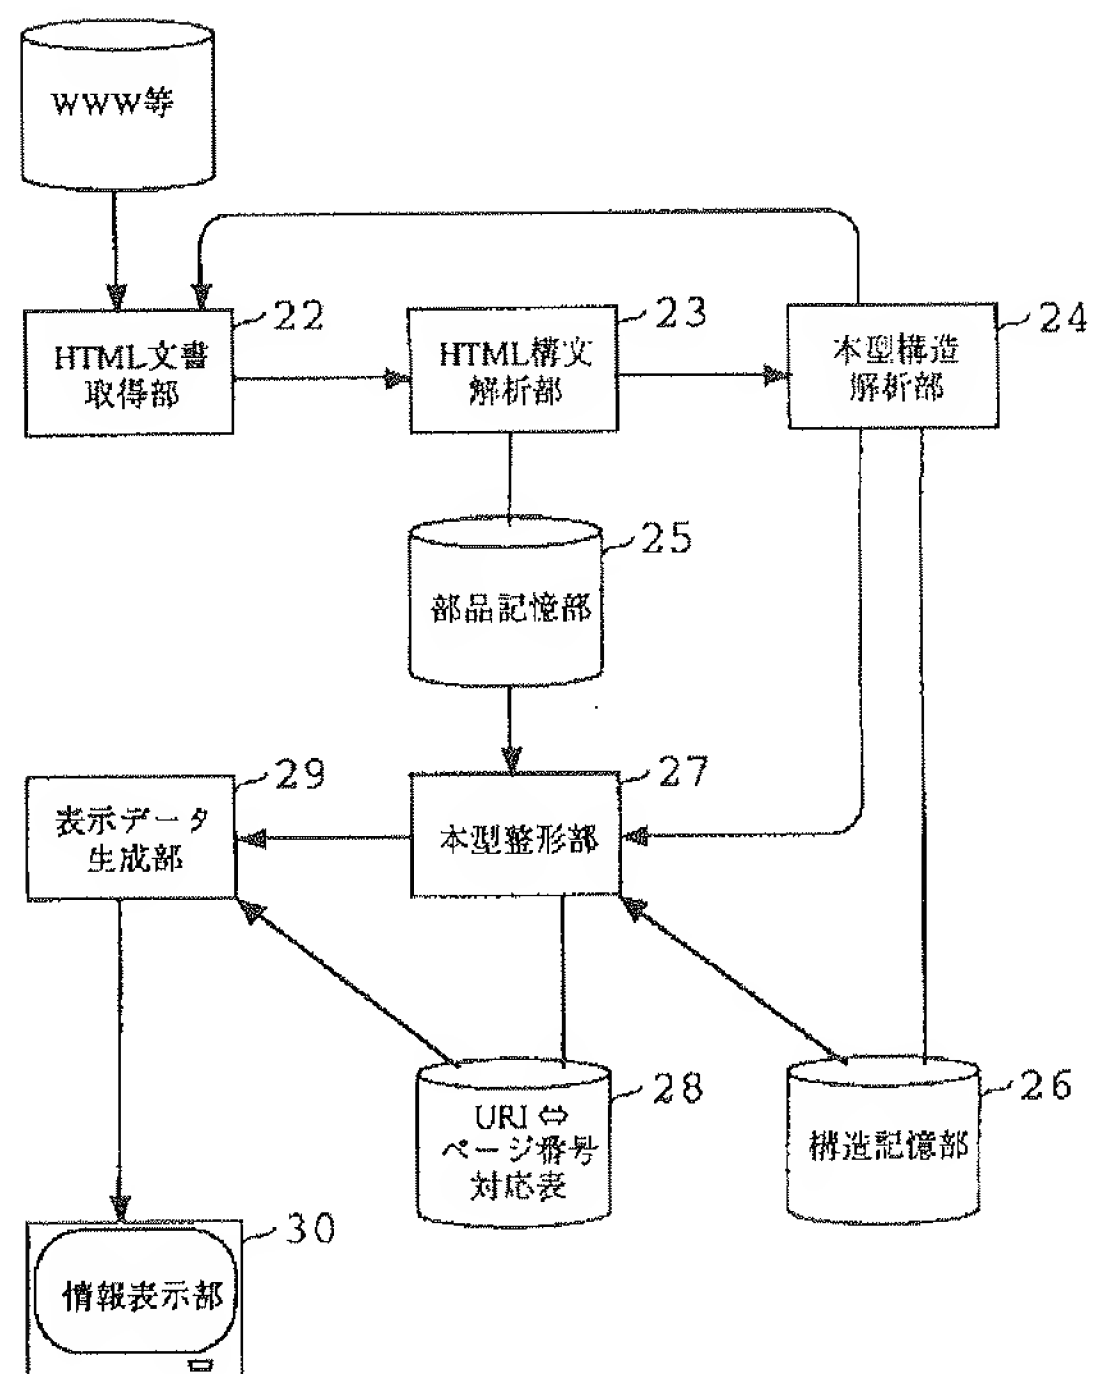 WWW等
22
HTML文書
取得部
23
HTML構文
解析部
24
本型構造
解析部
25
部品記憶部
29
表示データ
生成部
27
本型整形部
28
URI ⇔
ページ番号
対応表
26
構造記憶部
30
情報表示部